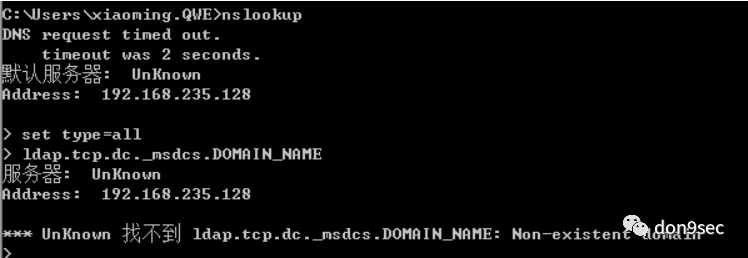 C:\Users\xiaoming.QWE>nslookup
DNS request timed out.
    timeout was 2 seconds.
默认服务器:  UnKnown
Address:  192.168.235.128

> set type=all
> ldap.tcp.dc._msdcs.DOMAIN_NAME
服务器:  UnKnown
Address:  192.168.235.128

*** UnKnown 找不到 ldap.tcp.dc._msdcs.DOMAIN_NAME: Non-existent domain
>
don9sec